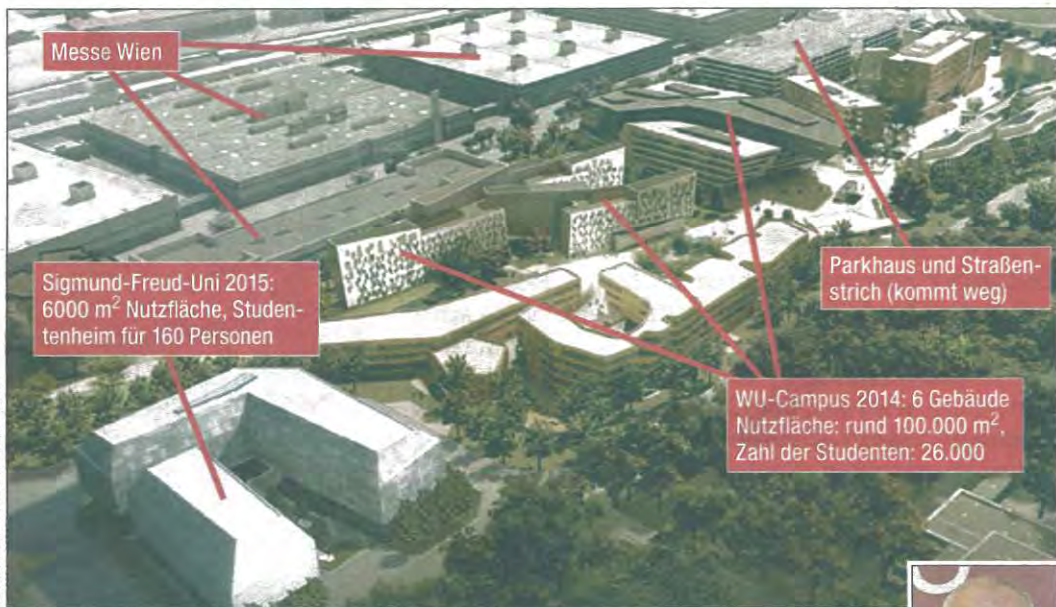 Messe Wien
Sigmund-Freud-Uni 2015:
6000 m² Nutzfläche, Studen-
tenheim für 160 Personen
Parkhaus und Straßen-
strich (kommt weg)
WU-Campus 2014: 6 Gebäude
Nutzfläche: rund 100.000 m²,
Zahl der Studenten: 26.000